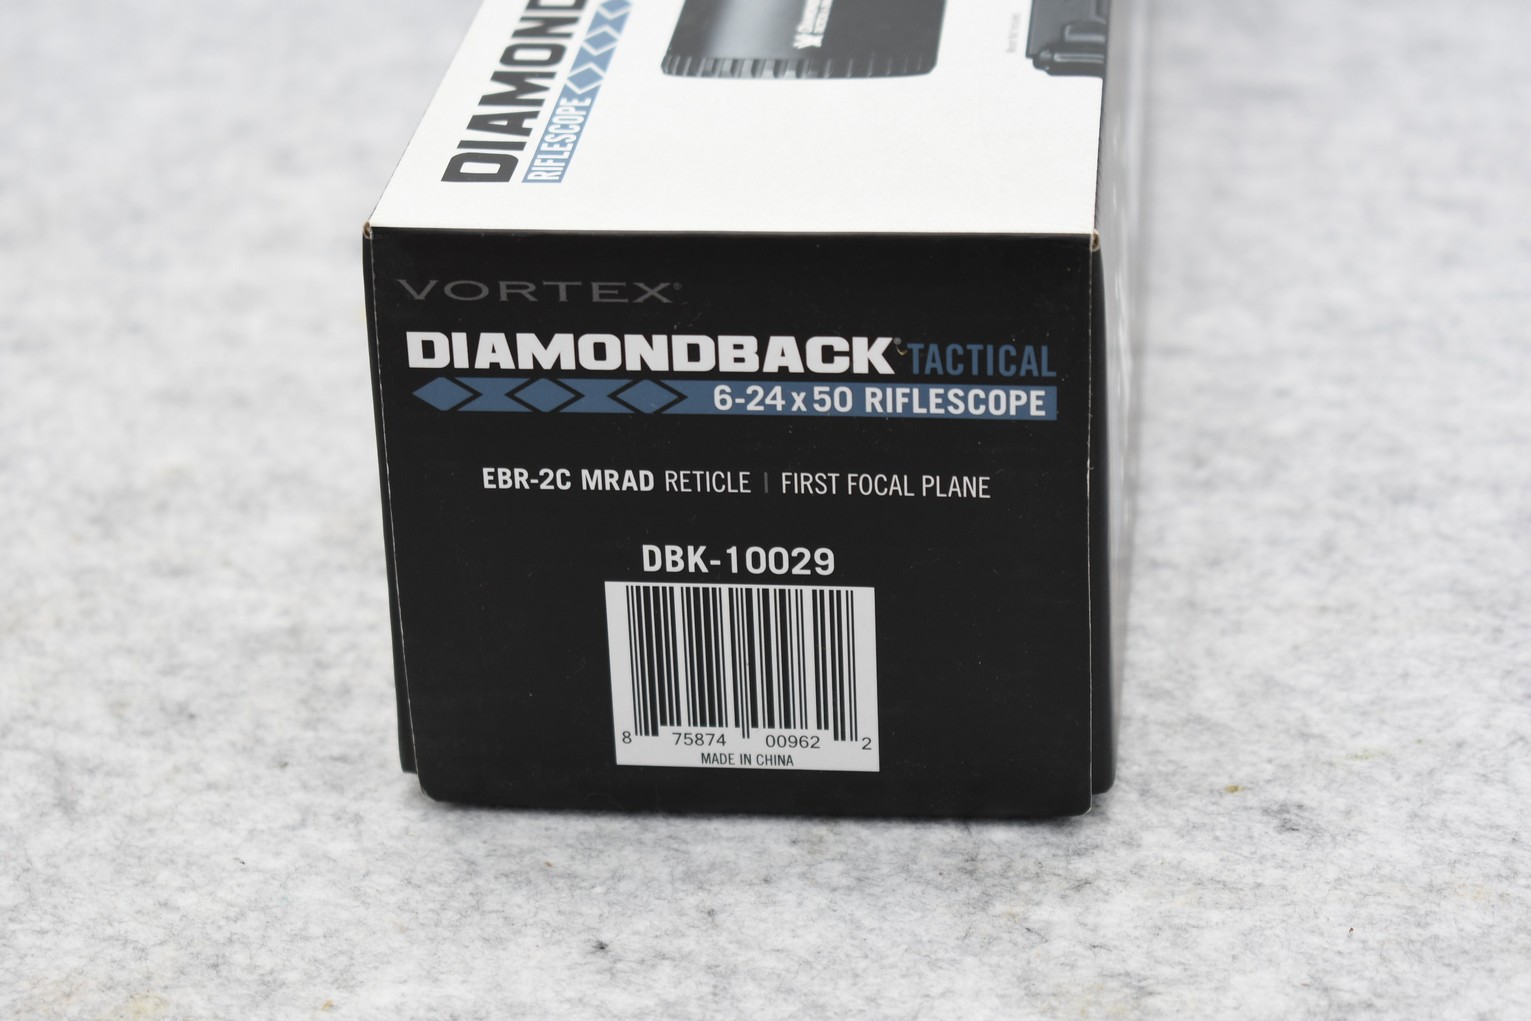 DIAMOND
RIFLESCOPE
VORTEX®
DIAMONDBACK® TACTICAL
6-24x50 RIFLESCOPE
EBR-2C MRAD RETICLE | FIRST FOCAL PLANE
DBK-10029
8 75874 00962 2
MADE IN CHINA